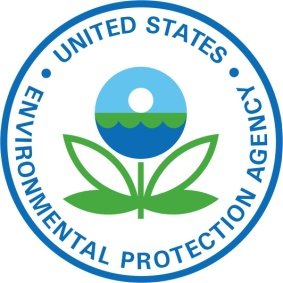 UNITED STATES
ENVIRONMENTAL PROTECTION AGENCY